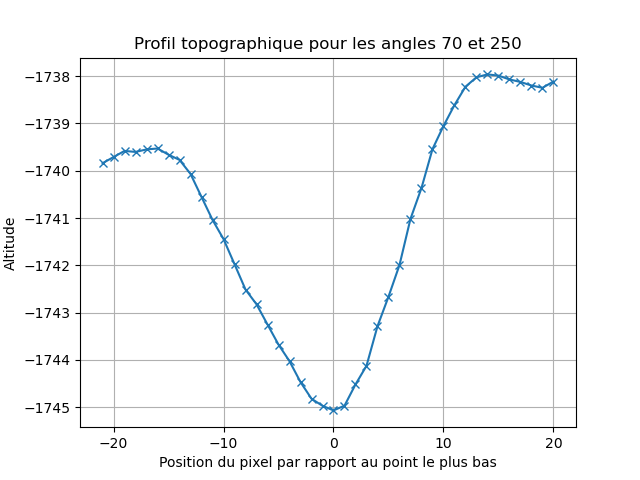 Profil topographique pour les angles 70 et 250
Altitude
−1738
−1739
−1740
−1741
−1742
−1743
−1744
−1745
−20 −10 0 10 20
Position du pixel par rapport au point le plus bas